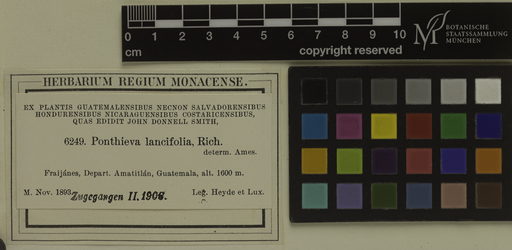 0 1 2 3 4 5 6 7 8 9 10
cm
copyright reserved
BOTANISCHE
STAATSSAMMLUNG
MÜNCHEN
HERBARIUM REGIUM MONACENSE.
EX PLANTIS GUATEMALENSIBUS NECNON SALVADORENSIBUS
HONDURENSIBUS NICARAGUENSIBUS COSTARICENSIBUS,
QUAS EDIDIT JOHN DONNELL SMITH,
6249. Ponthieva lancifolia, Rich.
determ. Ames.
Fraijánes, Depart. Amatitlán, Guatemala, alt. 1600 m.
M. Nov. 1893. Leg. Heyde et Lux.
Zugegangen II. 1906.